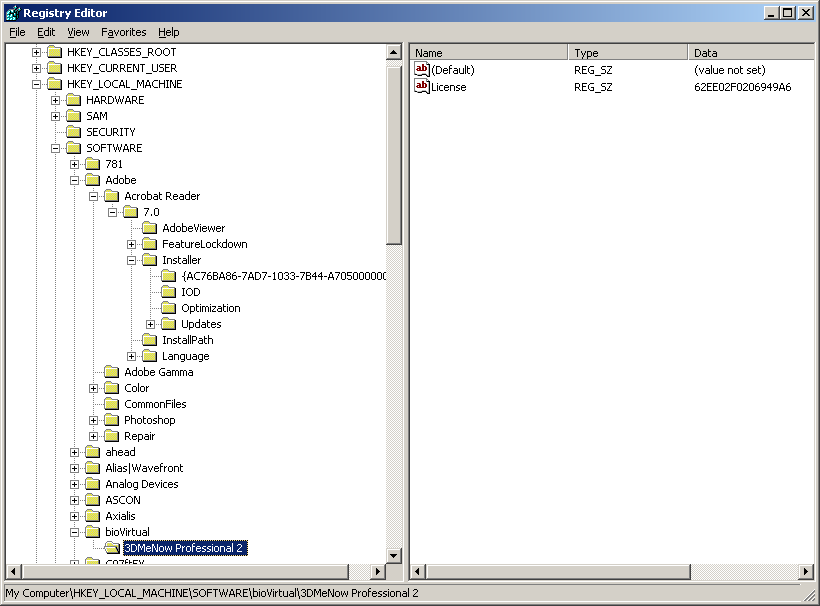 Registry Editor
File Edit View Favorites Help
HKEY_CLASSES_ROOT
HKEY_CURRENT_USER
HKEY_LOCAL_MACHINE
HARDWARE
SAM
SECURITY
SOFTWARE
781
Adobe
Acrobat Reader
7.0
AdobeViewer
FeatureLockdown
Installer
{AC76BA86-7AD7-1033-7B44-A70500000
IOD
Optimization
Updates
InstallPath
Language
Adobe Gamma
Color
CommonFiles
Photoshop
Repair
ahead
Alias|Wavefront
Analog Devices
ASCON
Axialis
bioVirtual
3DMeNow Professional 2
Name Type Data
ab (Default) REG_SZ (value not set)
ab License REG_SZ 62EE02F0206949A6
My Computer\HKEY_LOCAL_MACHINE\SOFTWARE\bioVirtual\3DMeNow Professional 2